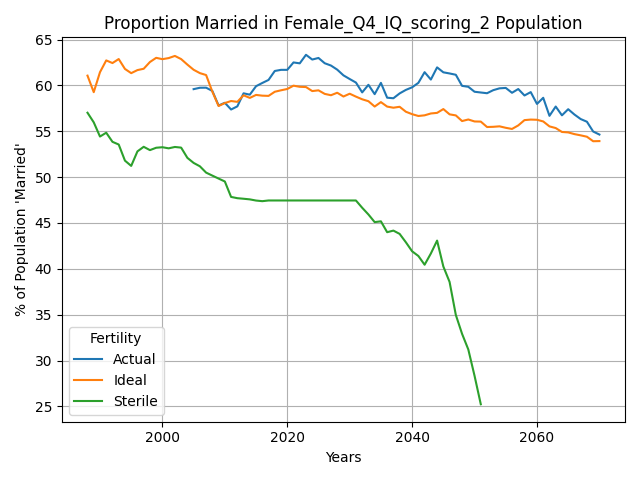 Proportion Married in Female_Q4_IQ_scoring_2 Population
% of Population 'Married'
65
60
55
50
45
40
35
30
25
Fertility
Actual
Ideal
Sterile
2000
2020
2040
2060
Years